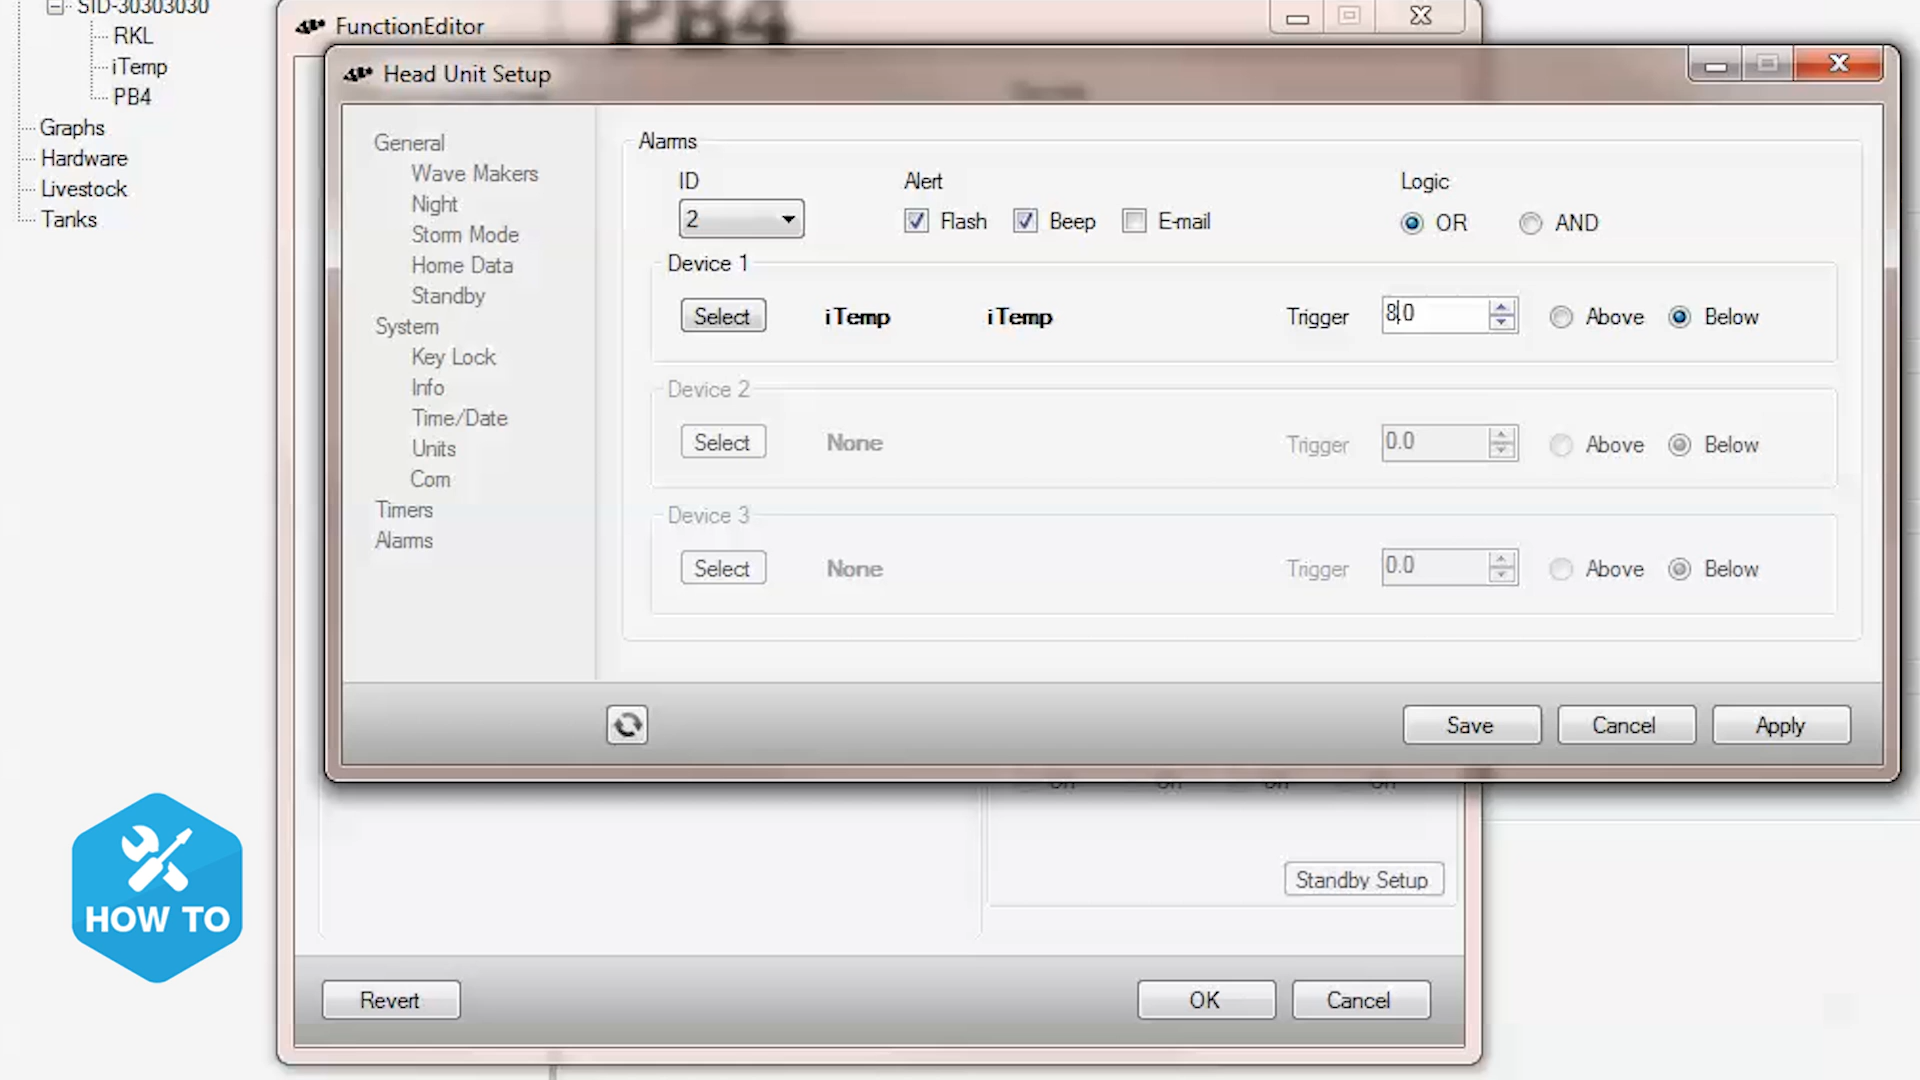 SID-30303030
RKL
iTemp
PB4
Graphs
Hardware
Livestock
Tanks
FunctionEditor
PB4
Head Unit Setup
General
Wave Makers
Night
Storm Mode
Home Data
Standby
System
Key Lock
Info
Time/Date
Units
Com
Timers
Alarms
Alarms
ID Alert Logic
2 Flash Beep E-mail OR AND
Device 1
Select iTemp iTemp Trigger 8.0 Above Below
Device 2
Select None Trigger 0.0 Above Below
Device 3
Select None Trigger 0.0 Above Below
Save Cancel Apply
Standby Setup
Revert OK Cancel
HOW TO